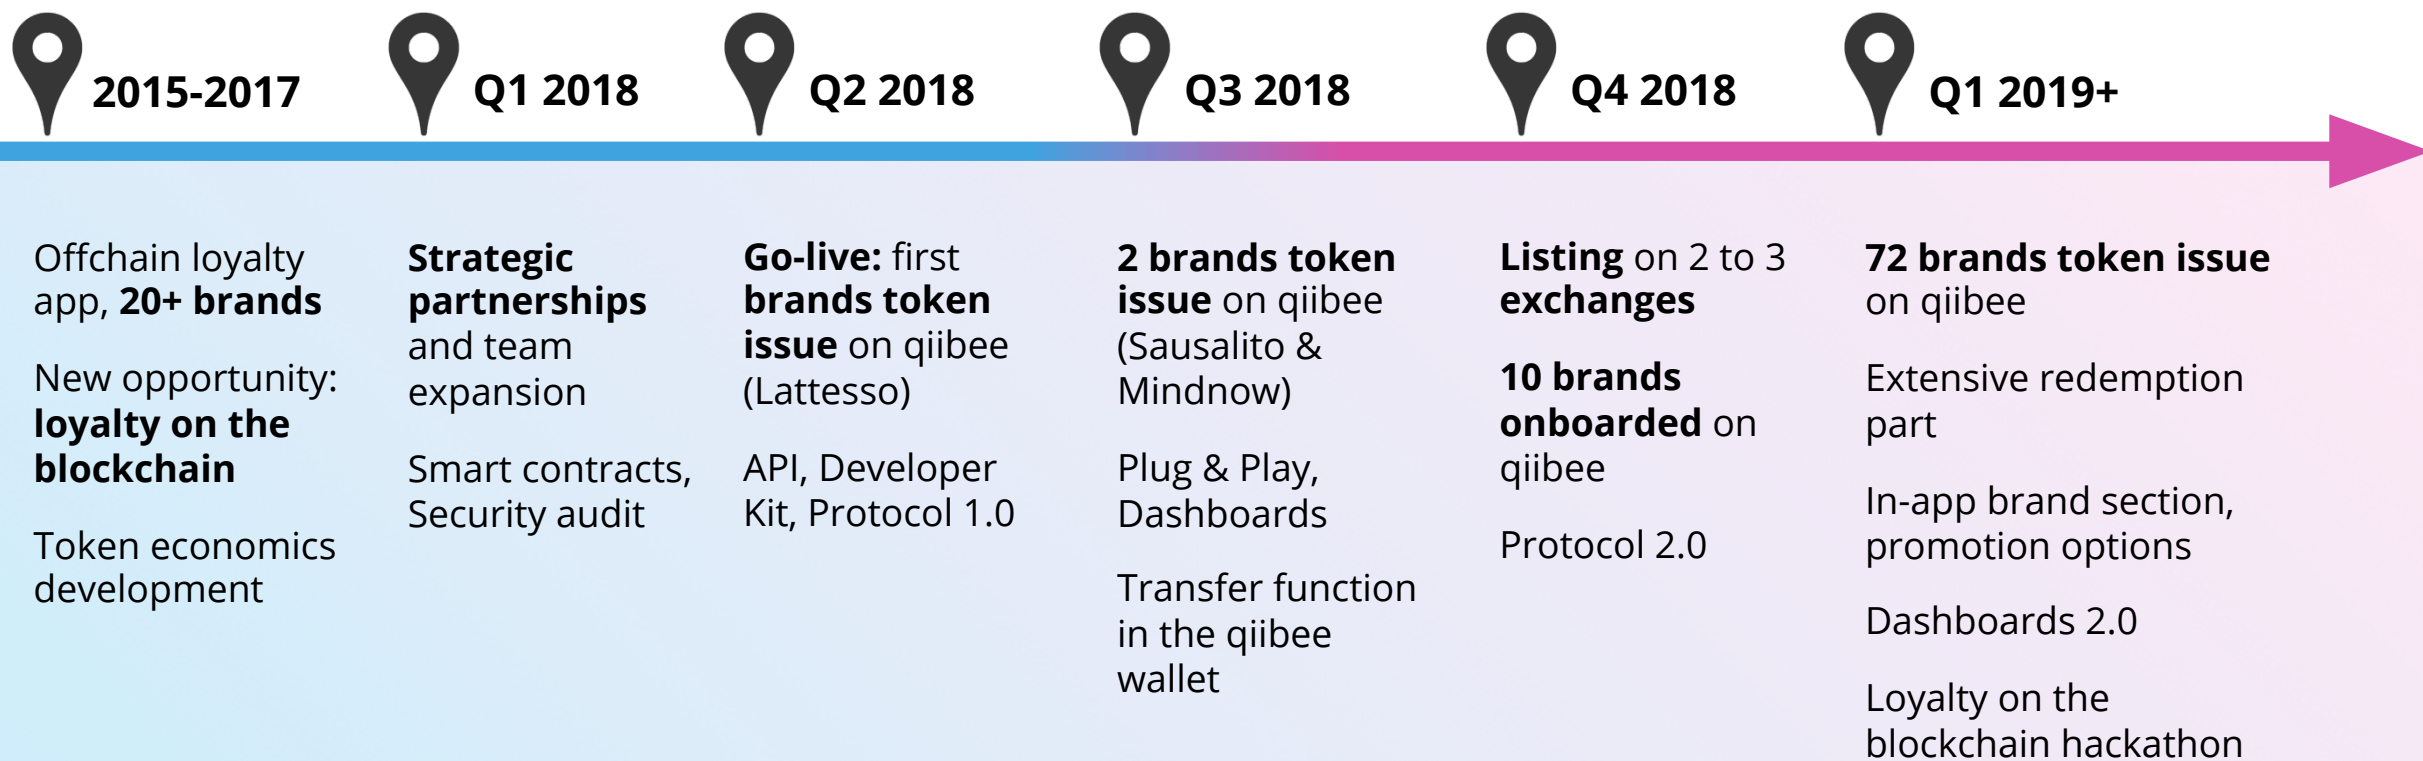 2015-2017
Offchain loyalty
app, 20+ brands
New opportunity:
loyalty on the
blockchain
Token economics
development
Q1 2018
Strategic
partnerships
and team
expansion
Smart contracts,
Security audit
Q2 2018
Go-live: first
brands token
issue on qiibee
(Lattesso)
API, Developer
Kit, Protocol 1.0
Q3 2018
2 brands token
issue on qiibee
(Sausalito &
Mindnow)
Plug & Play,
Dashboards
Transfer function
in the qiibee
wallet
Q4 2018
Listing on 2 to 3
exchanges
10 brands
onboarded on
qiibee
Protocol 2.0
Q1 2019+
72 brands token issue
on qiibee
Extensive redemption
part
In-app brand section,
promotion options
Dashboards 2.0
Loyalty on the
blockchain hackathon